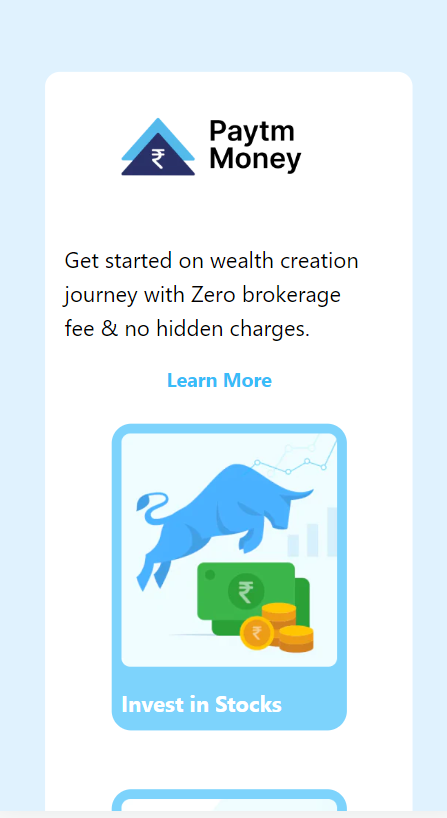 Paytm
Money
Get started on wealth creation
journey with Zero brokerage
fee & no hidden charges.
Learn More
Invest in Stocks